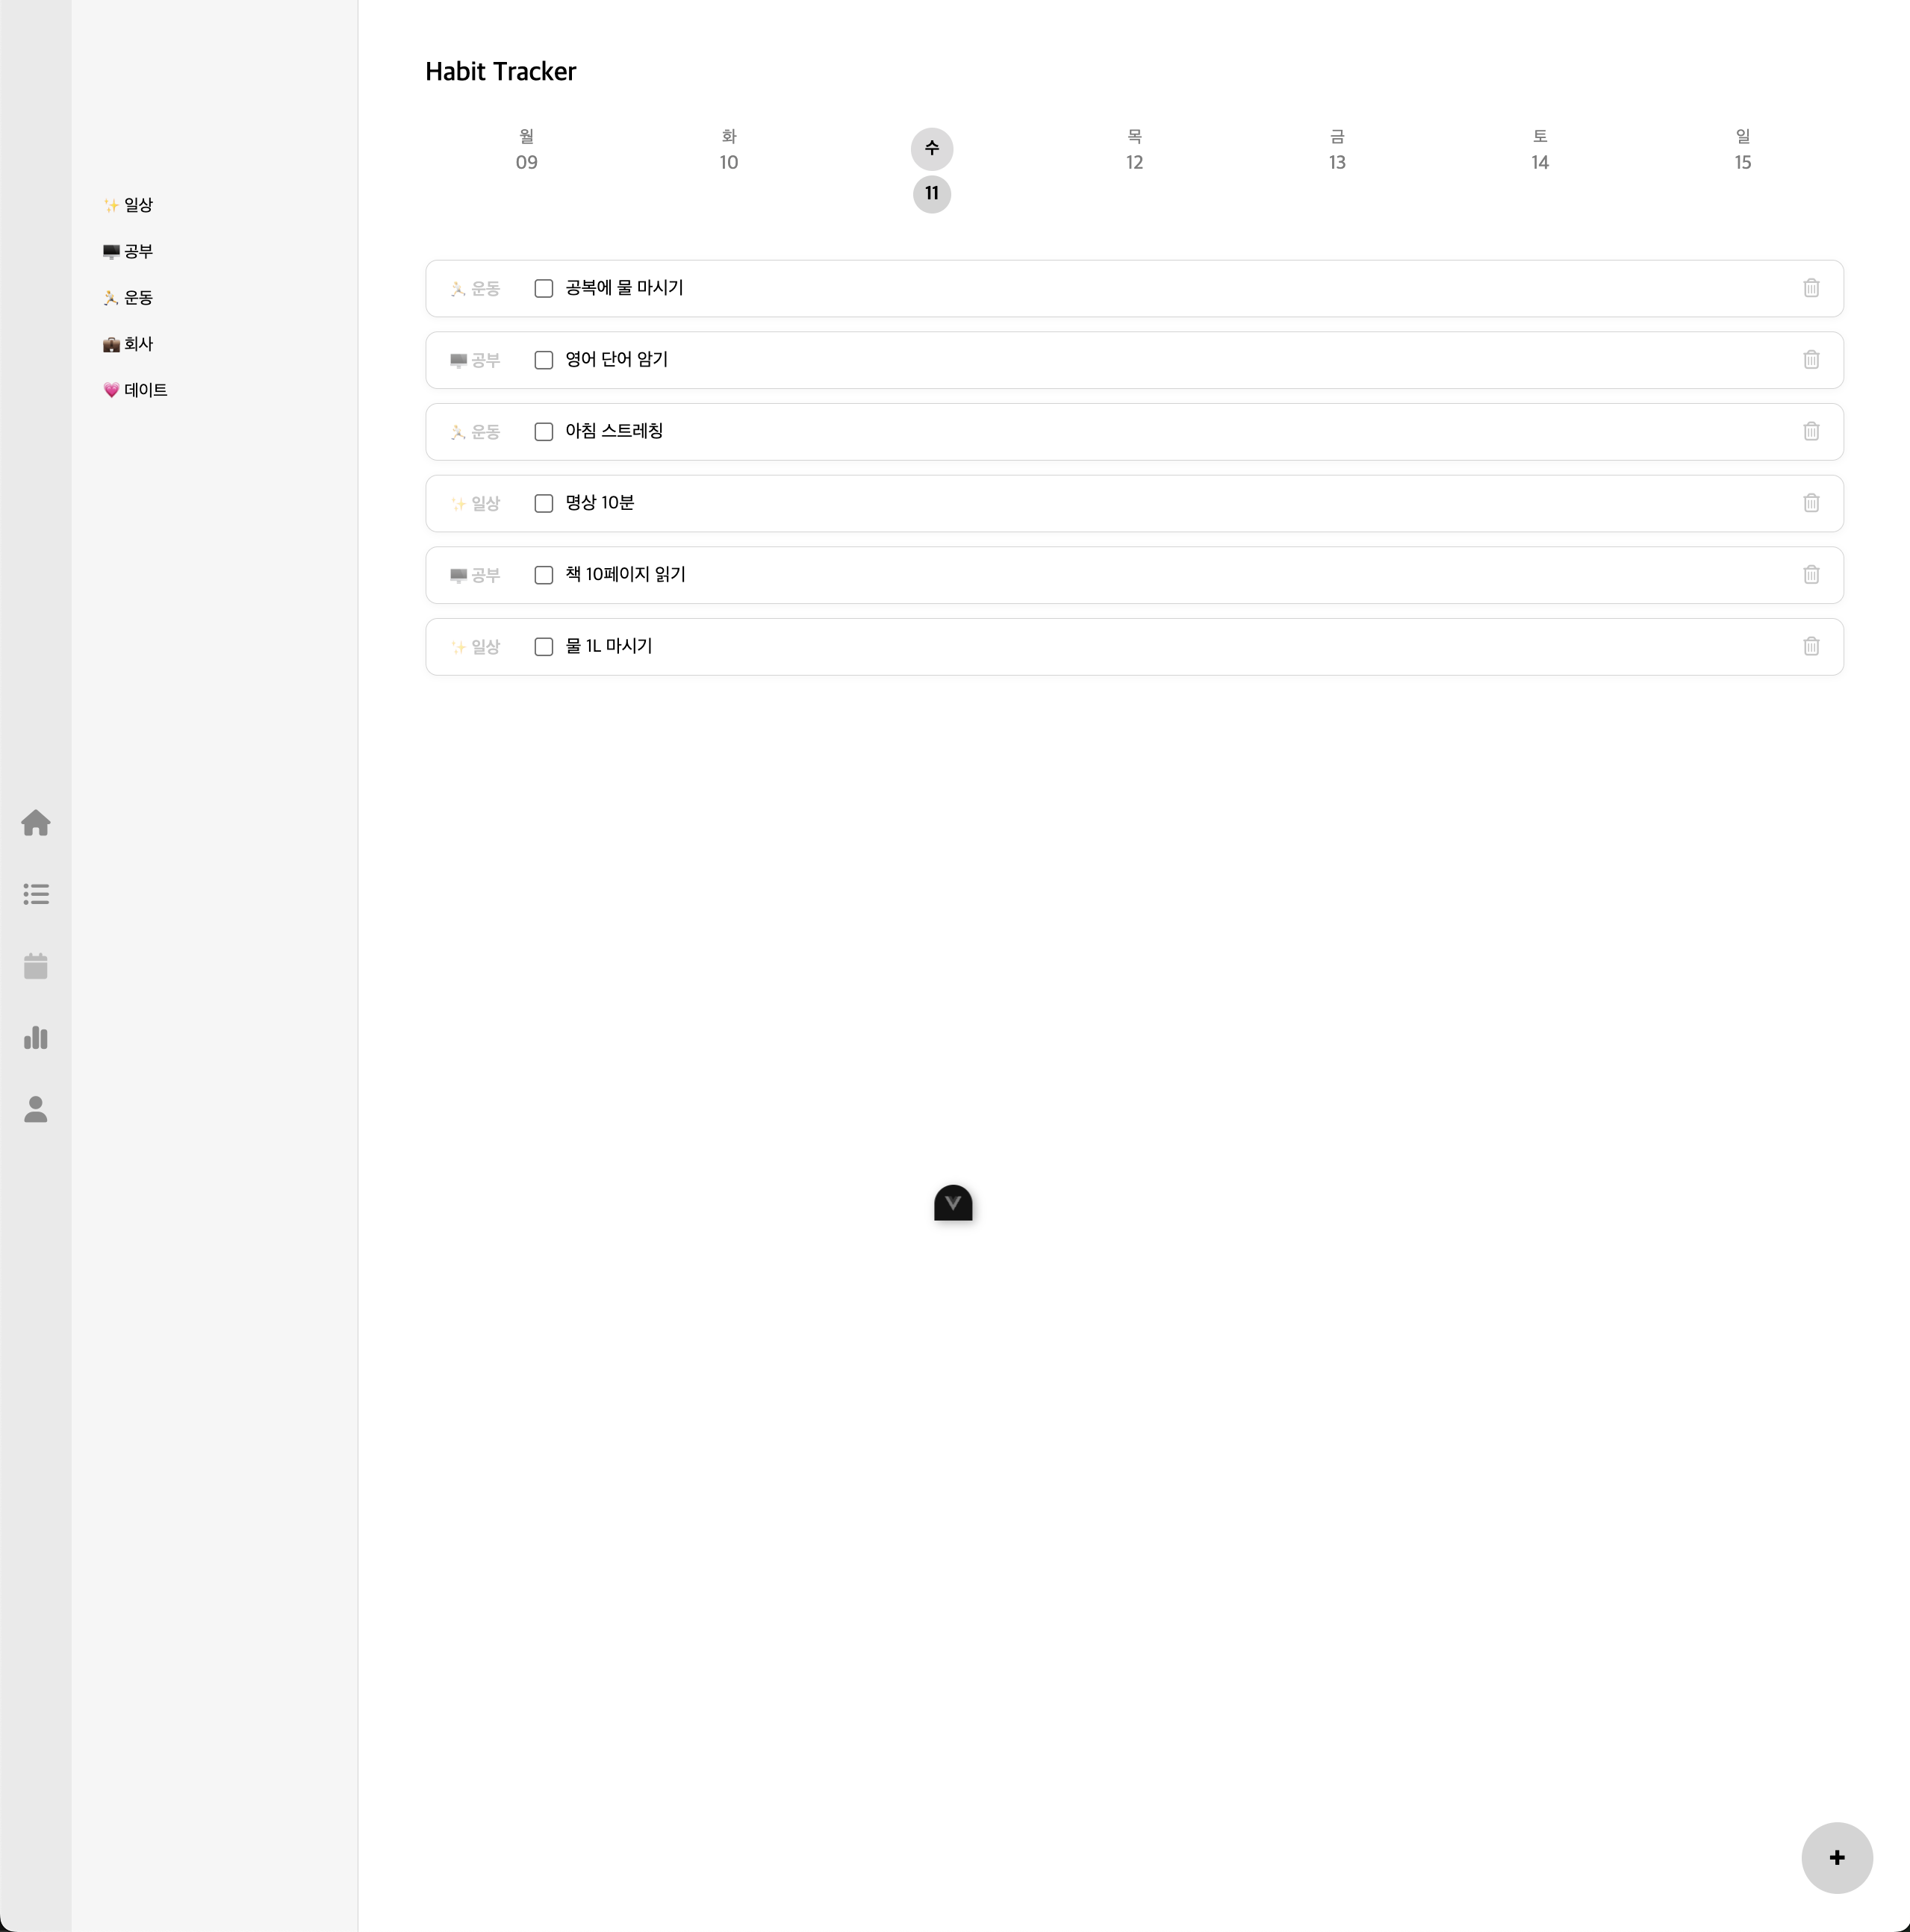 Habit Tracker
월 화 수 목 금 토 일
09 10 11 12 13 14 15
✨ 일상
🖥️ 공부
🏃 운동
💼 회사
💗 데이트
🏃 운동 공복에 물 마시기
🖥️ 공부 영어 단어 암기
🏃 운동 아침 스트레칭
✨ 일상 명상 10분
🖥️ 공부 책 10페이지 읽기
✨ 일상 물 1L 마시기
+